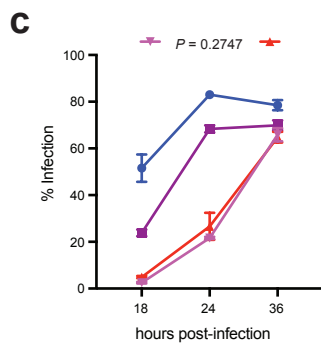 C
P = 0.2747
% Infection
100
80
60
40
20
0
18
24
36
hours post-infection